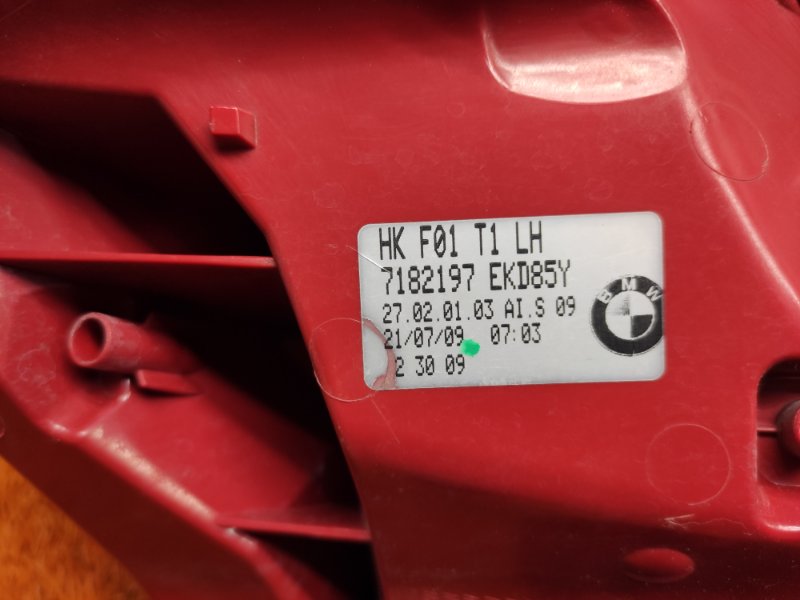 HK F01 T1 LH
7182197 EKD85Y
27.02.01.03 AI.S 09
21/07/09 07:03
2 30 09
BMW